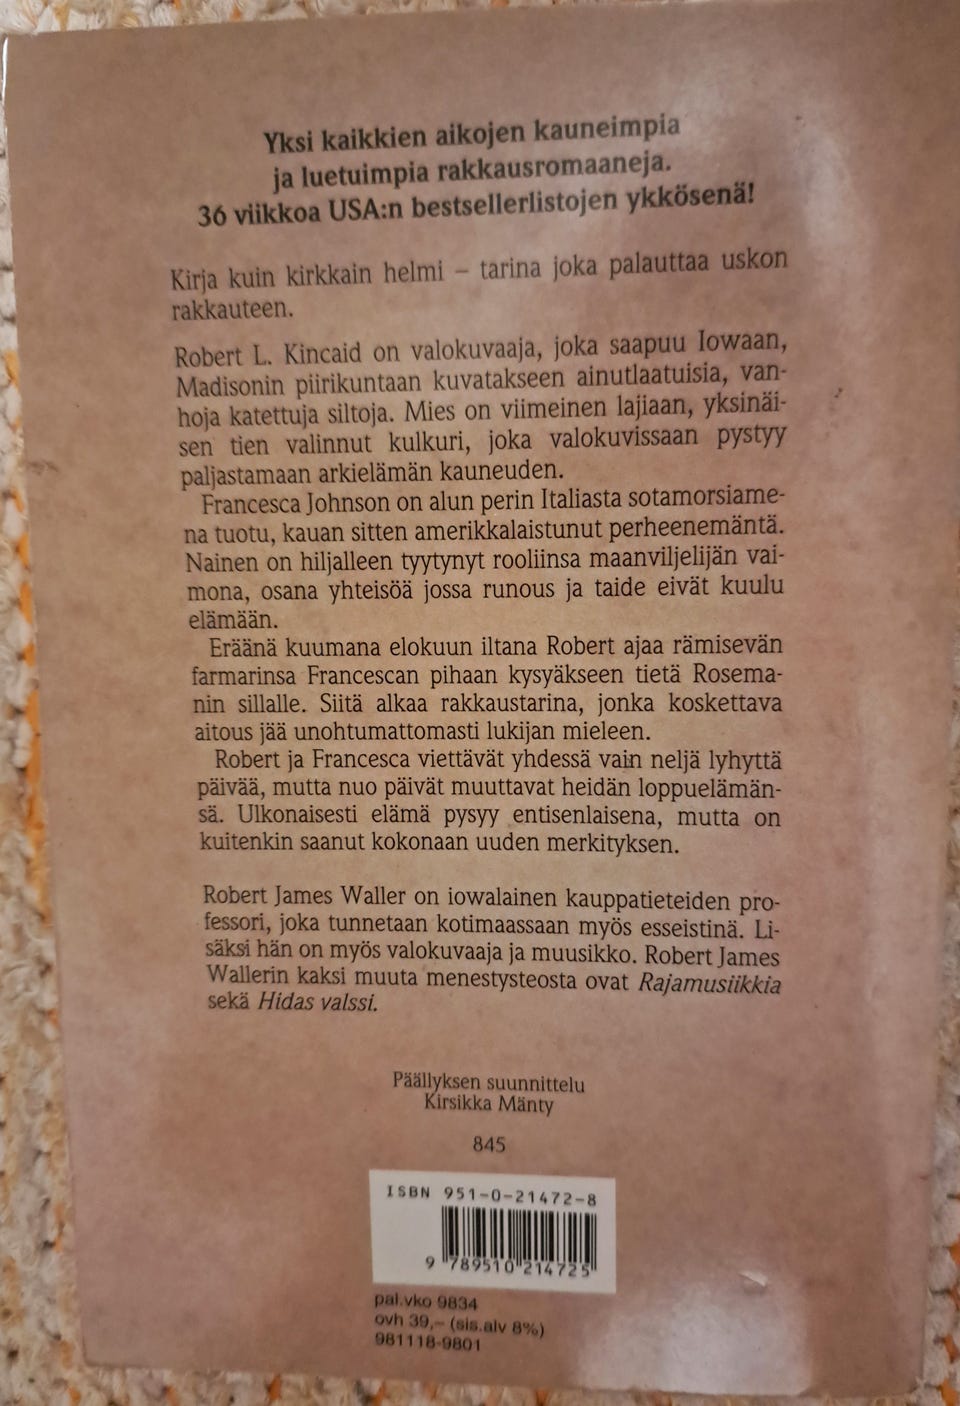 Yksi kaikkien aikojen kauneimpia
ja luetuimpia rakkausromaaneja.
36 viikkoa USA:n bestsellerlistojen ykkösenä!
Kirja kuin kirkkain helmi – tarina joka palauttaa uskon
rakkauteen.
Robert L. Kincaid on valokuvaaja, joka saapuu Iowaan,
Madisonin piirikuntaan kuvatakseen ainutlaatuisia, van-
hoja katettuja siltoja. Mies on viimeinen lajiaan, yksinäi-
sen tien valinnut kulkuri, joka valokuvissaan pystyy
paljastamaan arkielämän kauneuden.
Francesca Johnson on alun perin Italiasta sotamorsiame-
na tuotu, kauan sitten amerikkalaistunut perheenemäntä.
Nainen on hiljalleen tyytynyt rooliinsa maanviljelijän vai-
mona, osana yhteisöä jossa runous ja taide eivät kuulu
elämään.
Eräänä kuumana elokuun iltana Robert ajaa rämisevän
farmarinsa Francescan pihaan kysyäkseen tietä Rosema-
nin sillalle. Siitä alkaa rakkaustarina, jonka koskettava
aitous jää unohtumattomasti lukijan mieleen.
Robert ja Francesca viettävät yhdessä vain neljä lyhyttä
päivää, mutta nuo päivät muuttavat heidän loppuelämän-
sä. Ulkonaisesti elämä pysyy entisenlaisena, mutta on
kuitenkin saanut kokonaan uuden merkityksen.
Robert James Waller on iowalainen kauppatieteiden pro-
fessori, joka tunnetaan kotimaassaan myös esseistinä. Li-
säksi hän on myös valokuvaaja ja muusikko. Robert James
Wallerin kaksi muuta menestysteosta ovat Rajamusiikkia
sekä Hidas valssi.
Päällyksen suunnittelu
Kirsikka Mänty
845
ISBN 951-0-21472-8
9 789510 214725
pal.vko 9834
ovh 39,- (sis.alv 8%)
981118-9801